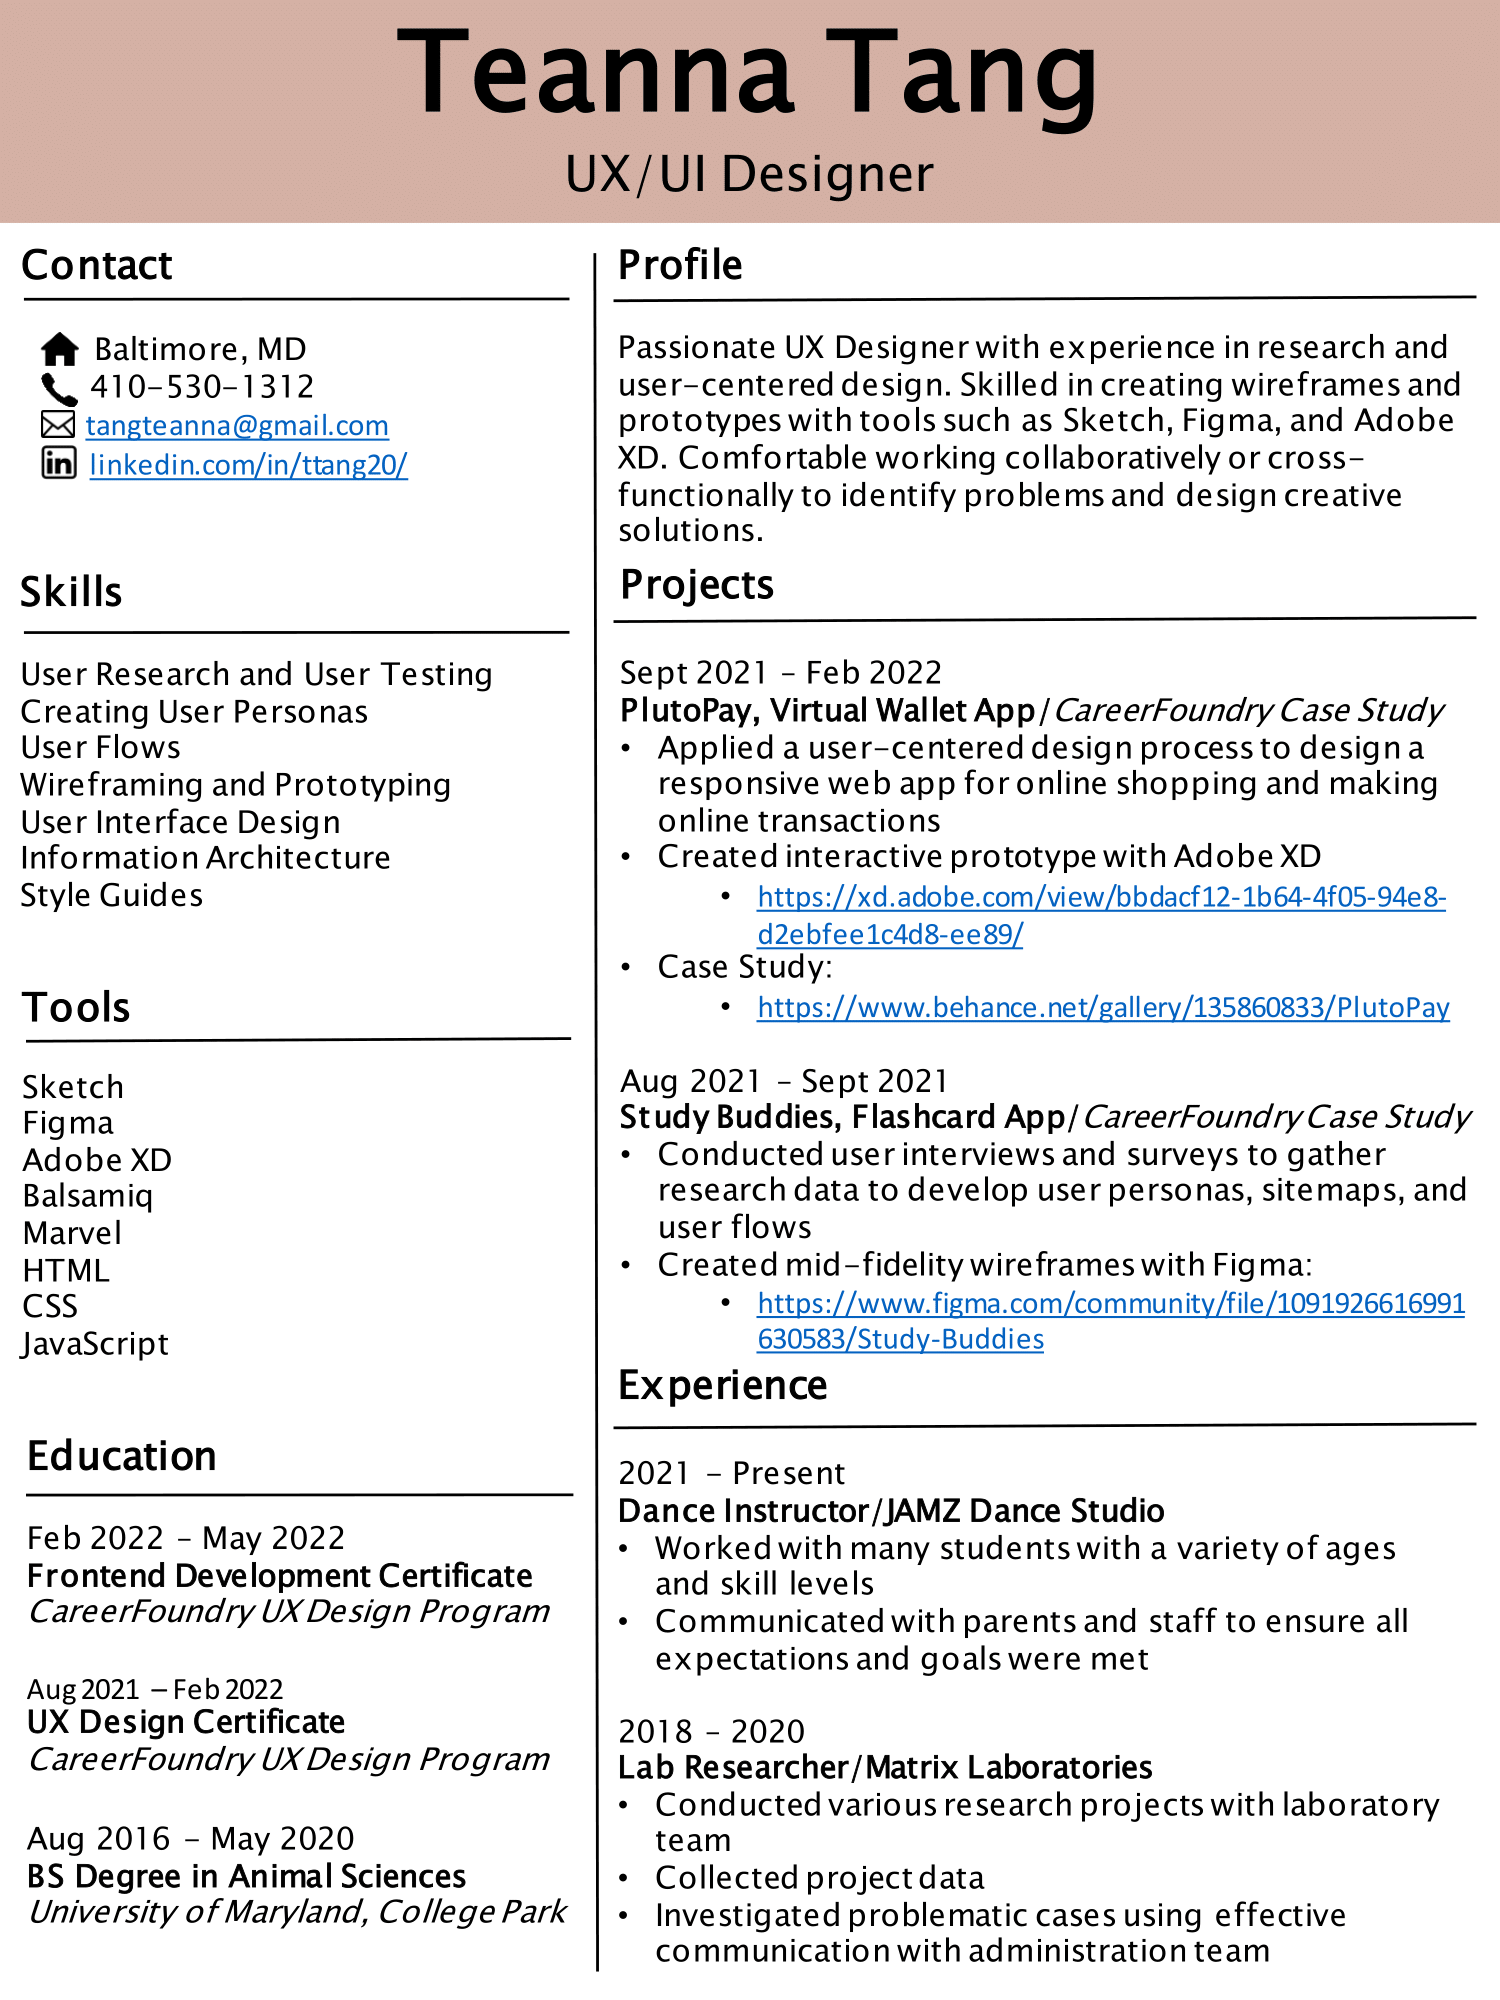 Teanna Tang
UX/UI Designer
Contact
Baltimore, MD
410-530-1312
tangteanna@gmail.com
linkedin.com/in/ttang20/
Skills
User Research and User Testing
Creating User Personas
User Flows
Wireframing and Prototyping
User Interface Design
Information Architecture
Style Guides
Tools
Sketch
Figma
Adobe XD
Balsamiq
Marvel
HTML
CSS
JavaScript
Education
Feb 2022 – May 2022
Frontend Development Certificate
CareerFoundry UX Design Program
Aug 2021 – Feb 2022
UX Design Certificate
CareerFoundry UX Design Program
Aug 2016 – May 2020
BS Degree in Animal Sciences
University of Maryland, College Park
Profile
Passionate UX Designer with experience in research and
user-centered design. Skilled in creating wireframes and
prototypes with tools such as Sketch, Figma, and Adobe
XD. Comfortable working collaboratively or cross-
functionally to identify problems and design creative
solutions.
Projects
Sept 2021 – Feb 2022
PlutoPay, Virtual Wallet App/CareerFoundry Case Study
• Applied a user-centered design process to design a
responsive web app for online shopping and making
online transactions
• Created interactive prototype with Adobe XD
• https://xd.adobe.com/view/bbdacf12-1b64-4f05-94e8-
d2ebfee1c4d8-ee89/
• Case Study:
• https://www.behance.net/gallery/135860833/PlutoPay
Aug 2021 – Sept 2021
Study Buddies, Flashcard App/CareerFoundry Case Study
• Conducted user interviews and surveys to gather
research data to develop user personas, sitemaps, and
user flows
• Created mid-fidelity wireframes with Figma:
• https://www.figma.com/community/file/1091926616991
630583/Study-Buddies
Experience
2021 – Present
Dance Instructor/JAMZ Dance Studio
• Worked with many students with a variety of ages
and skill levels
• Communicated with parents and staff to ensure all
expectations and goals were met
2018 – 2020
Lab Researcher/Matrix Laboratories
• Conducted various research projects with laboratory
team
• Collected project data
• Investigated problematic cases using effective
communication with administration team